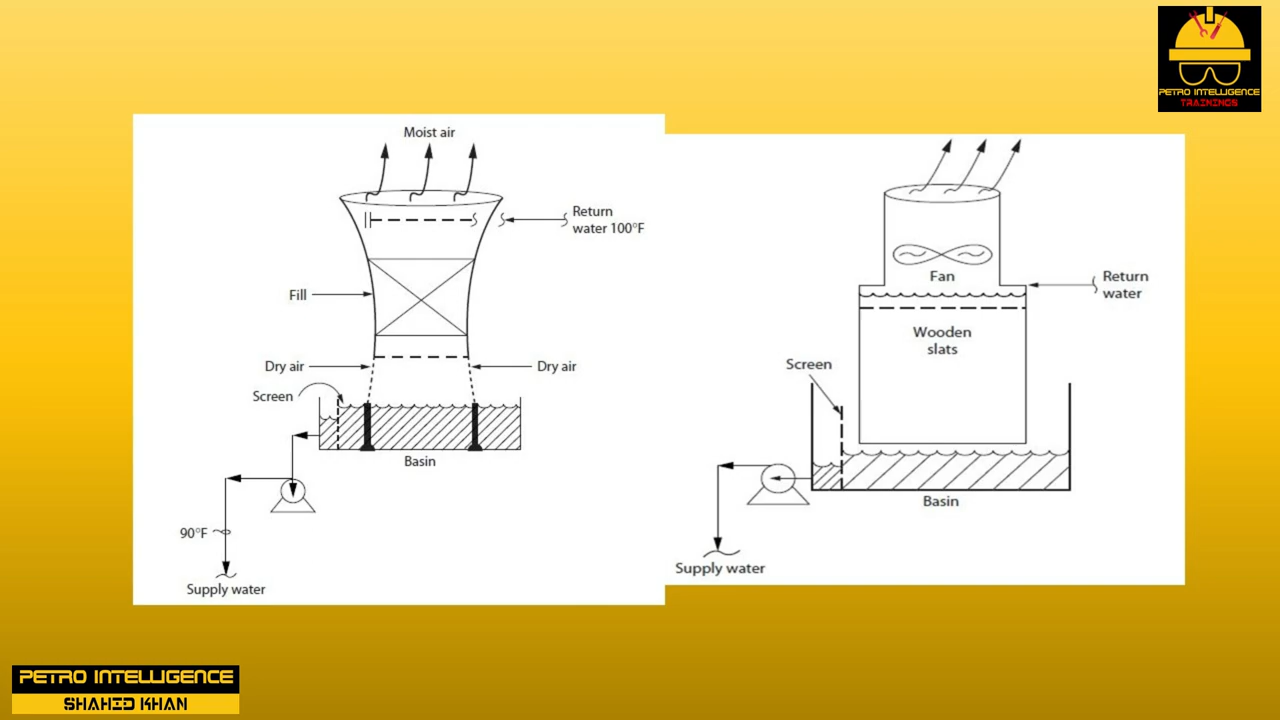 PETRO INTELLIGENCE
TRAININGS
Moist air
Return
water 100°F
Fill
Dry air
Dry air
Screen
Basin
90°F
Supply water
Fan
Return
water
Wooden
slats
Screen
Basin
Supply water
PETRO INTELLIGENCE
SHAHID KHAN